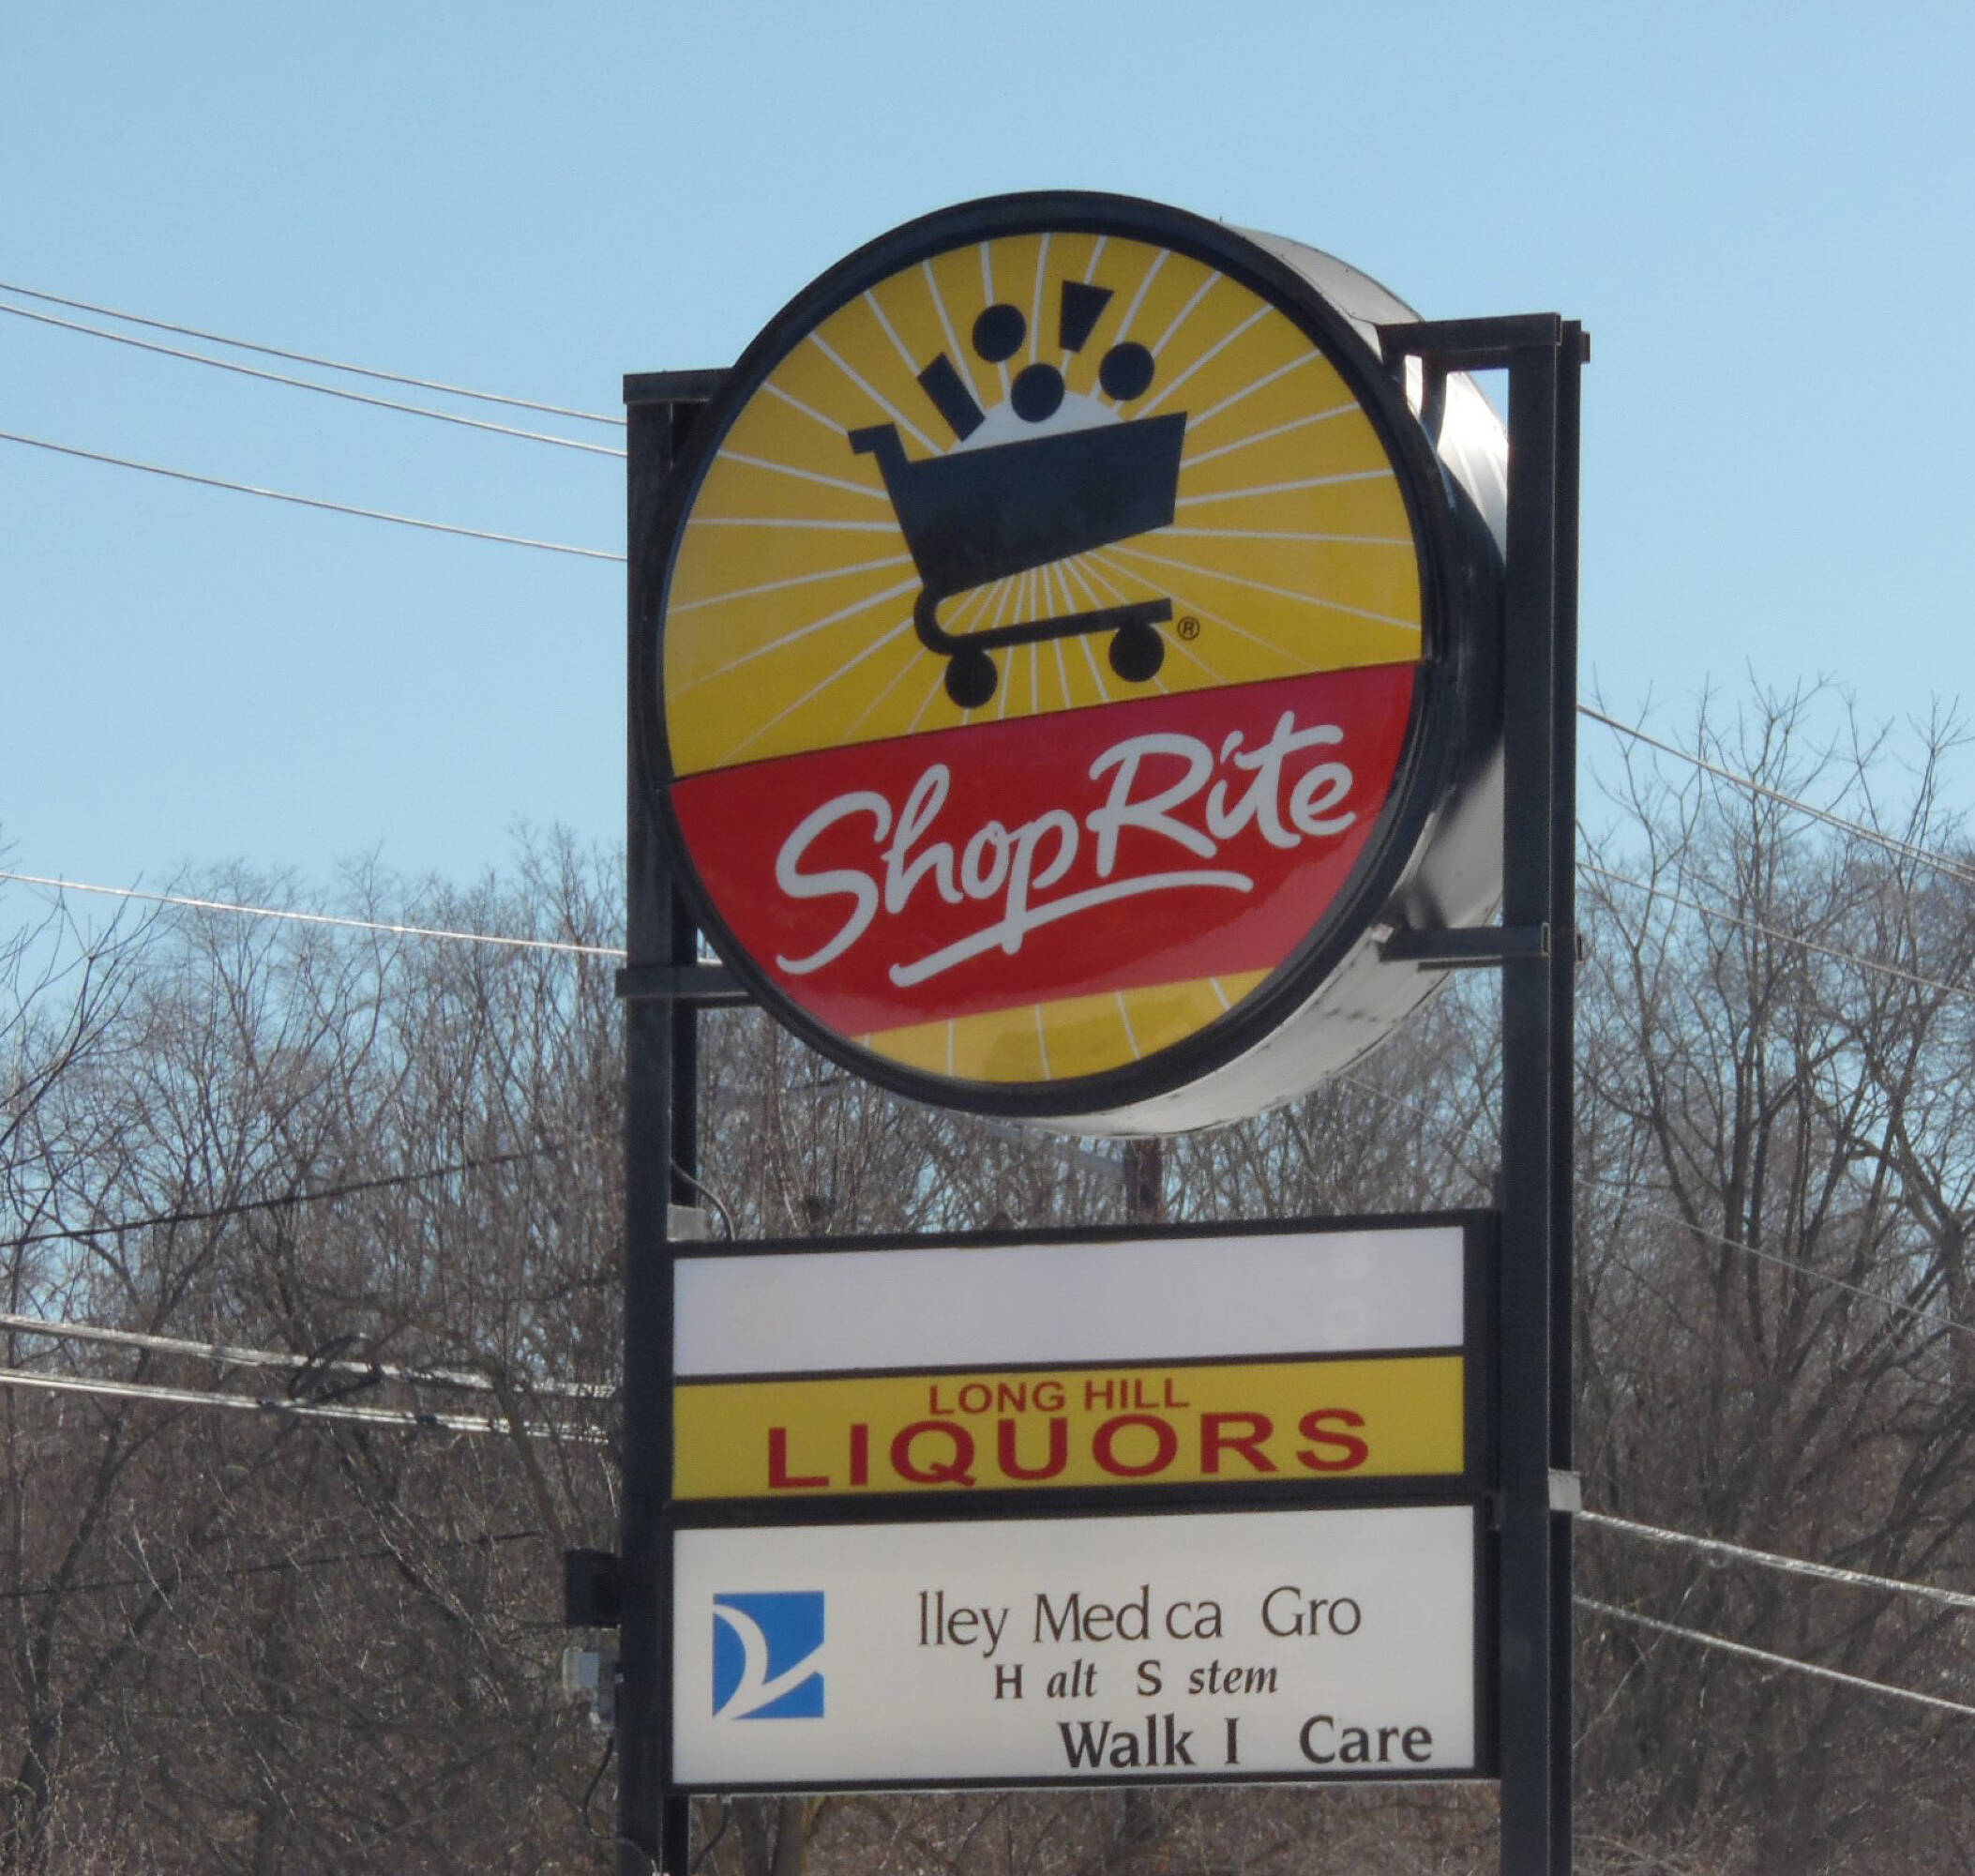 ®
ShopRite
LONG HILL
LIQUORS
lley Med ca Gro
H alt S stem
Walk I Care